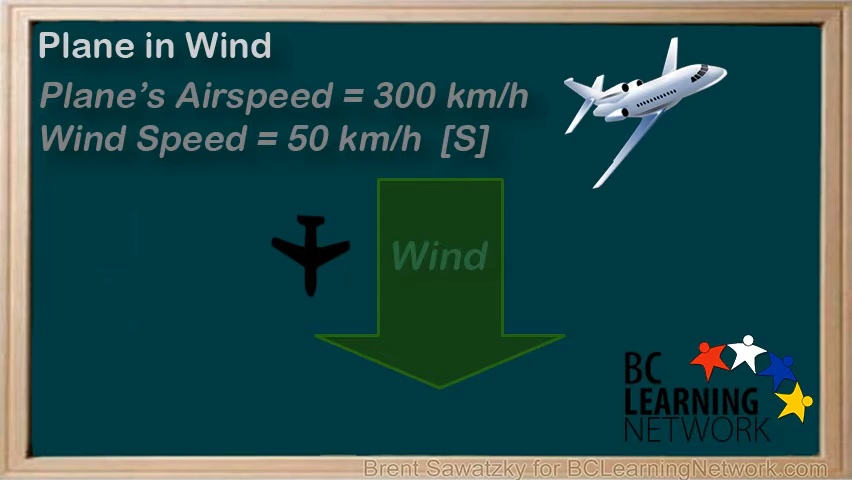 Plane in Wind
Plane's Airspeed = 300 km/h
Wind Speed = 50 km/h [S]
Wind
BC
LEARNING
NETWORK
Brent Sawatzky for BCLearningNetwork.com